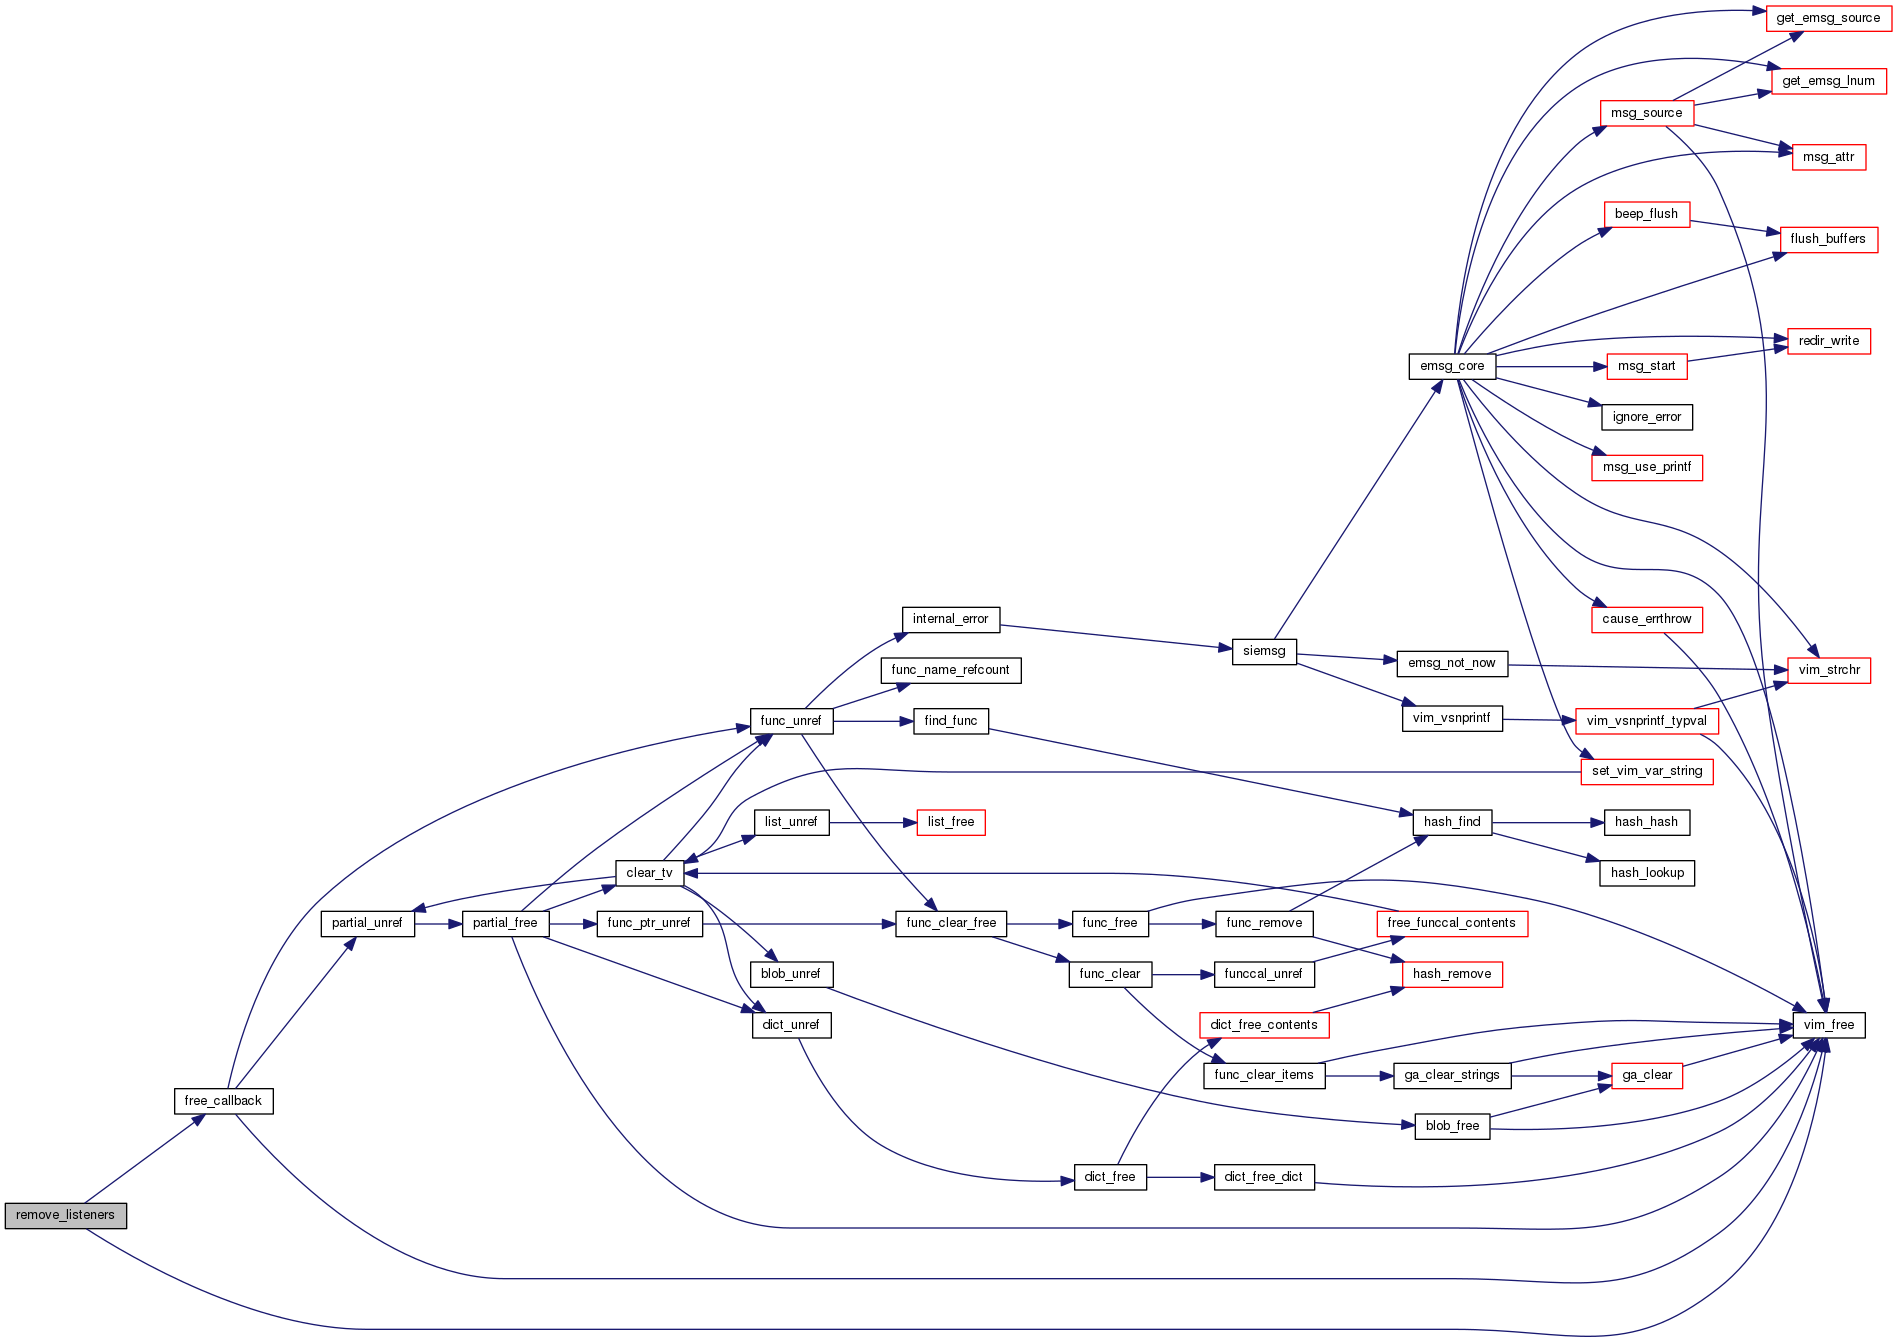 get_emsg_source
get_emsg_lnum
msg_source
msg_attr
beep_flush
flush_buffers
redir_write
emsg_core
msg_start
ignore_error
msg_use_printf
internal_error
cause_errthrow
siemsg
emsg_not_now
func_name_refcount
vim_strchr
func_unref
find_func
vim_vsnprintf
vim_vsnprintf_typval
set_vim_var_string
list_unref
list_free
hash_find
hash_hash
clear_tv
hash_lookup
partial_unref
partial_free
func_ptr_unref
func_clear_free
func_free
func_remove
free_funccal_contents
blob_unref
func_clear
funccal_unref
hash_remove
dict_unref
dict_free_contents
vim_free
func_clear_items
ga_clear_strings
ga_clear
free_callback
blob_free
dict_free
dict_free_dict
remove_listeners